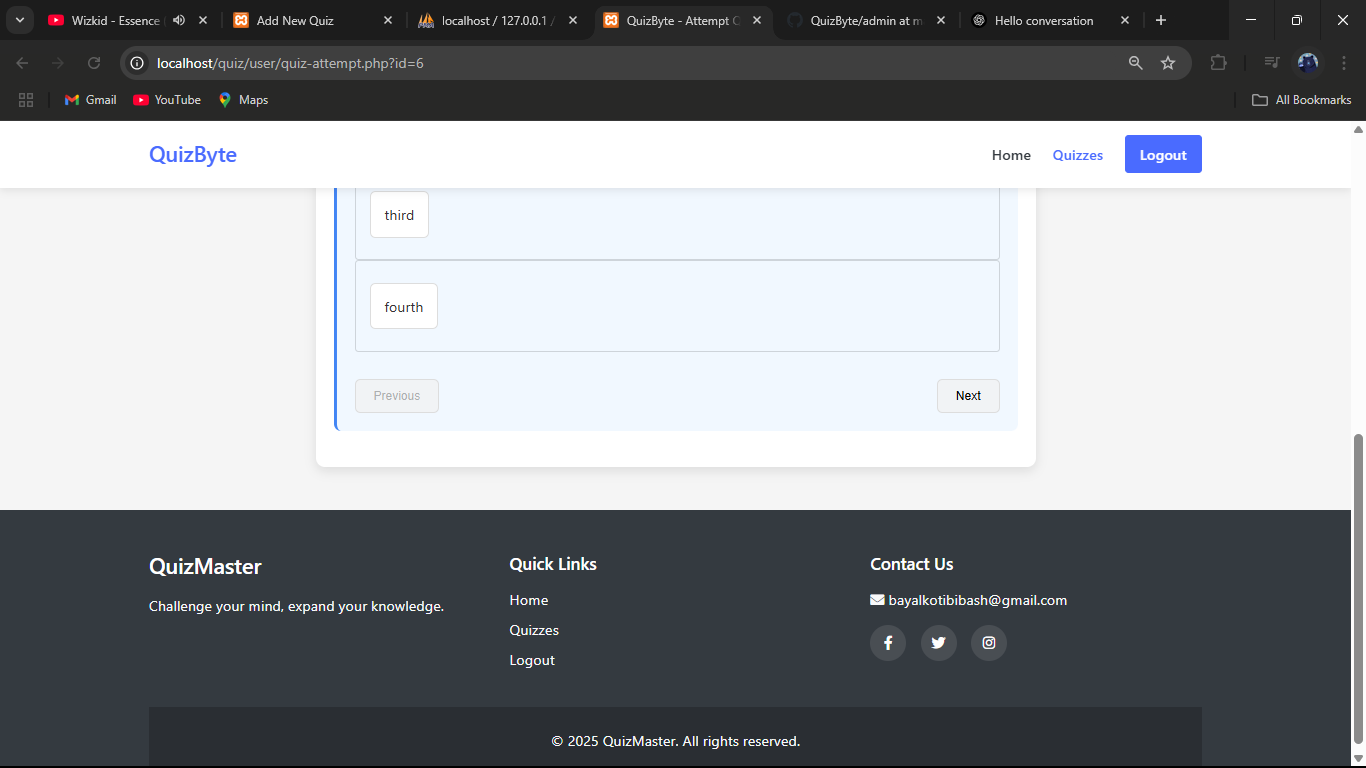 Wizkid - Essence
Add New Quiz
localhost / 127.0.0.1 /
QuizByte - Attempt Q
QuizByte/admin at m
Hello conversation
localhost/quiz/user/quiz-attempt.php?id=6
Gmail
YouTube
Maps
All Bookmarks
QuizByte
Home
Quizzes
Logout
third
fourth
Previous
Next
QuizMaster
Challenge your mind, expand your knowledge.
Quick Links
Home
Quizzes
Logout
Contact Us
bayalkotibibash@gmail.com
© 2025 QuizMaster. All rights reserved.